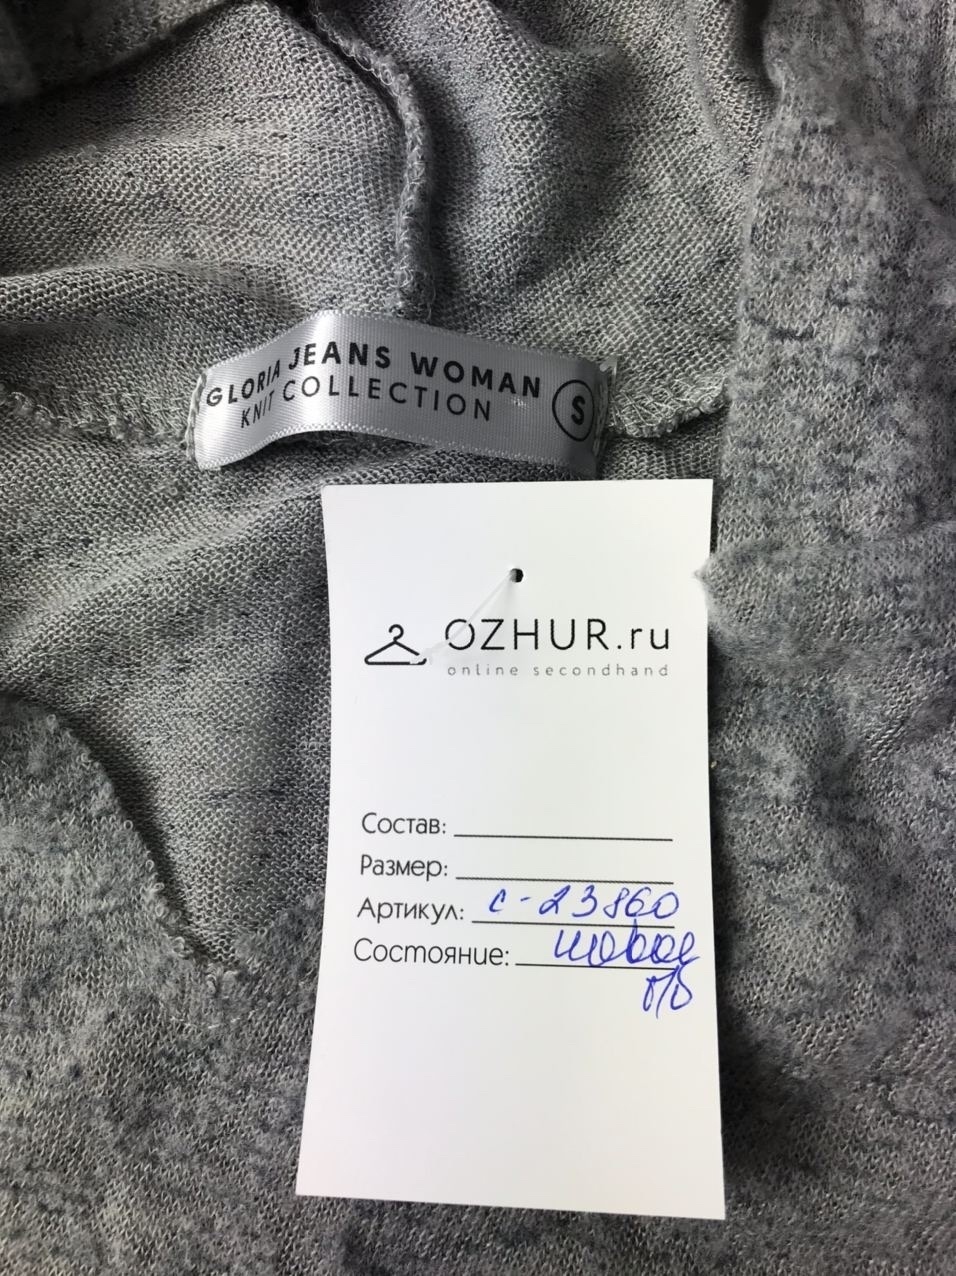 GLORIA JEANS WOMAN
KNIT COLLECTION
S
OZHUR.ru
online secondhand
Состав:
Размер:
Артикул: с-23860
Состояние: новое
б/б